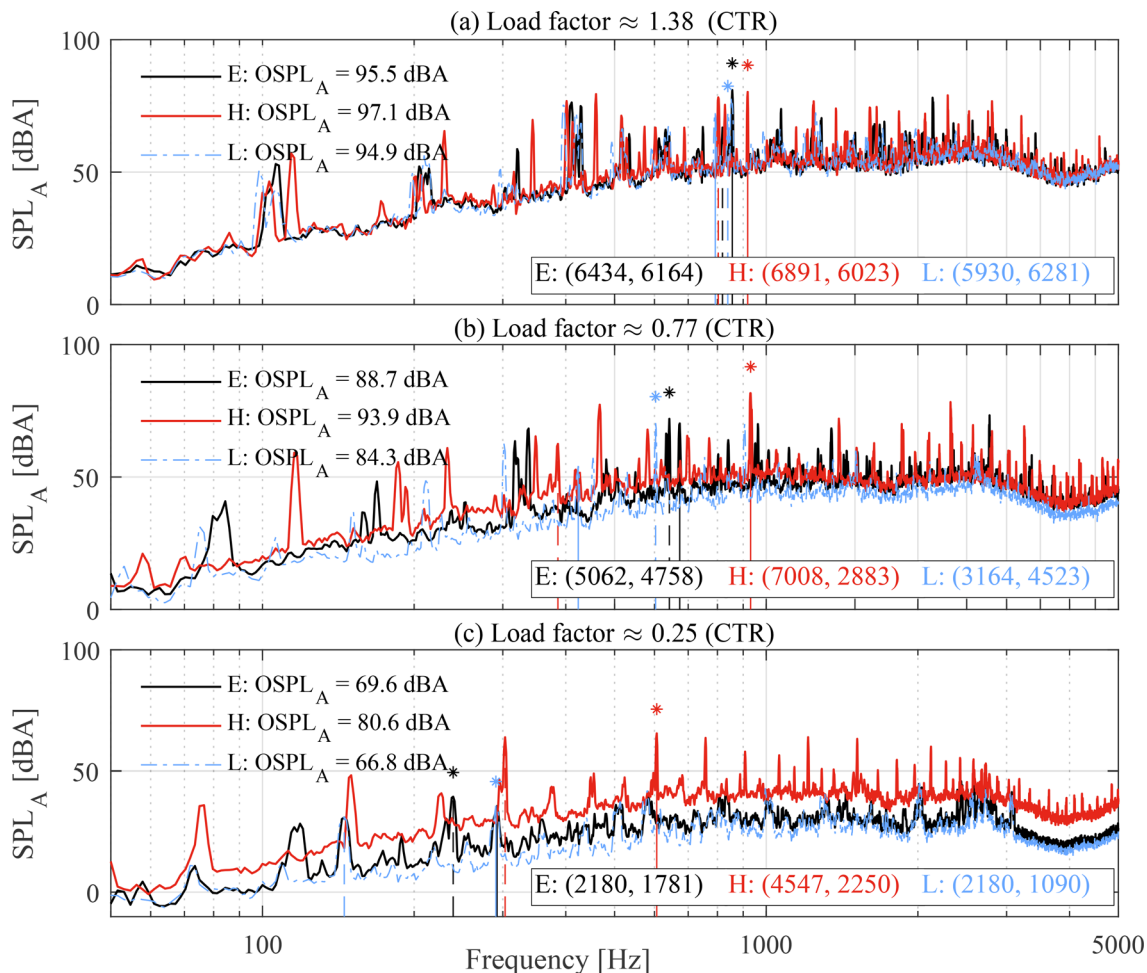 (a) Load factor ≈ 1.38 (CTR)
100
E: OSPL_A = 95.5 dBA
H: OSPL_A = 97.1 dBA
L: OSPL_A = 94.9 dBA
50
SPL_A [dBA]
E: (6434, 6164) H: (6891, 6023) L: (5930, 6281)
0
(b) Load factor ≈ 0.77 (CTR)
100
E: OSPL_A = 88.7 dBA
H: OSPL_A = 93.9 dBA
L: OSPL_A = 84.3 dBA
50
SPL_A [dBA]
E: (5062, 4758) H: (7008, 2883) L: (3164, 4523)
0
(c) Load factor ≈ 0.25 (CTR)
100
E: OSPL_A = 69.6 dBA
H: OSPL_A = 80.6 dBA
L: OSPL_A = 66.8 dBA
50
SPL_A [dBA]
E: (2180, 1781) H: (4547, 2250) L: (2180, 1090)
0
100 1000 5000
Frequency [Hz]